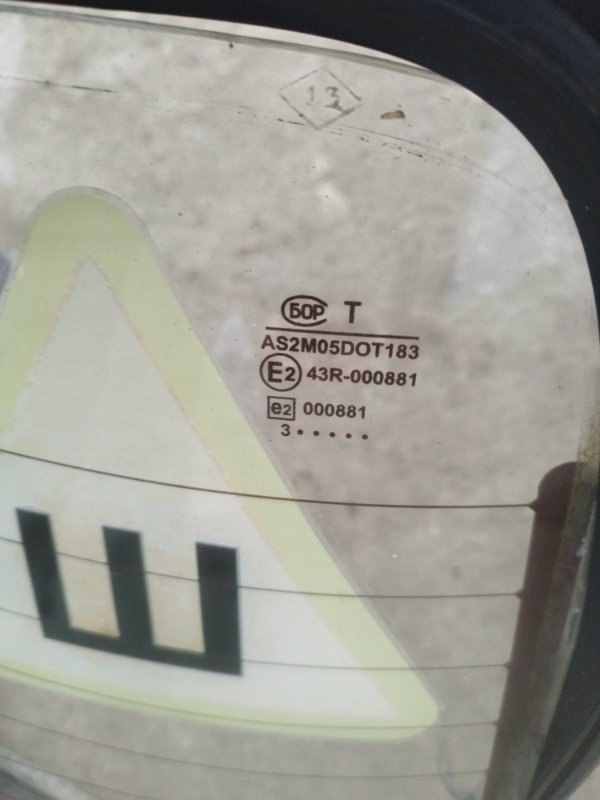 13
БОР Т
AS2M05DOT183
E2 43R-000881
e2 000881
3 • • • • •
Ш